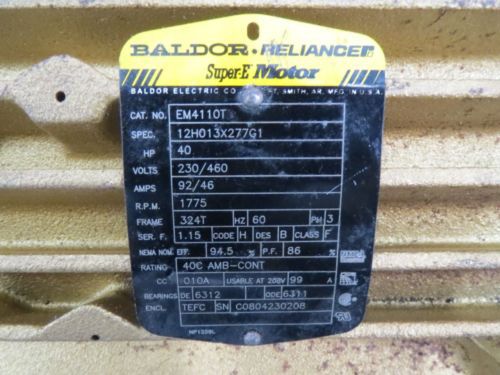 BALDOR • RELIANCER
Super-E Motor
BALDOR ELECTRIC CO. FT. SMITH, AR. MFG. IN U.S.A.
CAT. NO. EM4110T
SPEC. 12H013X277G1
HP 40
VOLTS 230/460
AMPS 92/46
R.P.M. 1775
FRAME 324T HZ 60 PH 3
SER. F. 1.15 CODE H DES B CLASS F
NEMA NOM. EFF. 94.5 % P.F. 86 %
RATING 40C AMB-CONT
CC 010A USABLE AT 208V 99 A
BEARINGS DE 6312 ODE 6311
ENCL. TEFC SN C0804230208